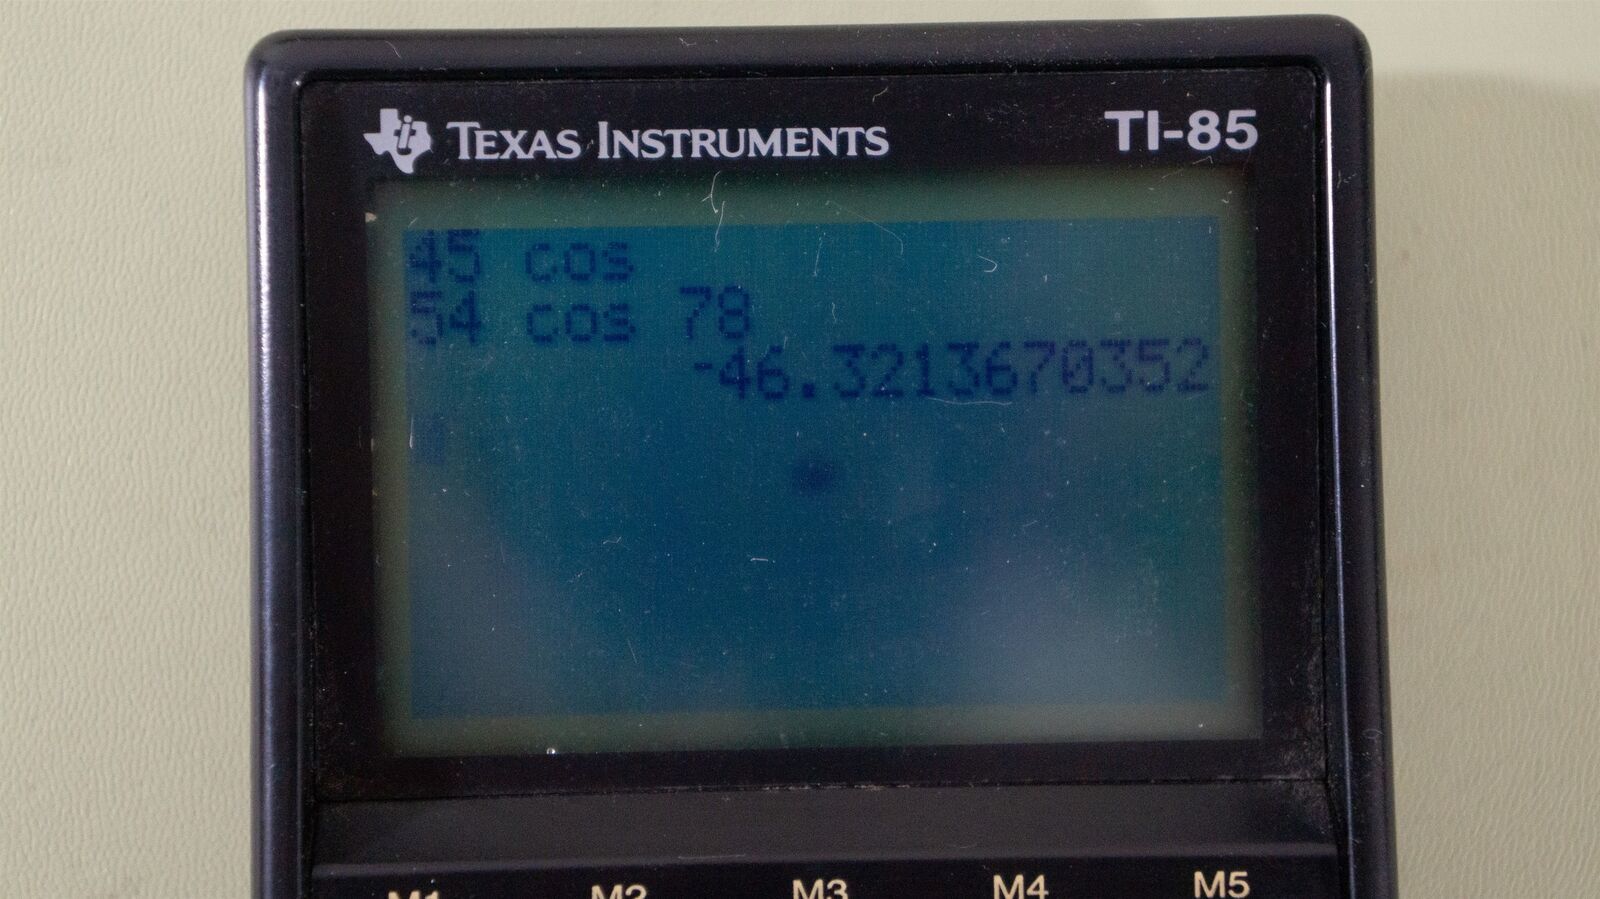 TEXAS INSTRUMENTS TI-85
45 cos
54 cos 78
-46.3213670352
M1 M2 M3 M4 M5